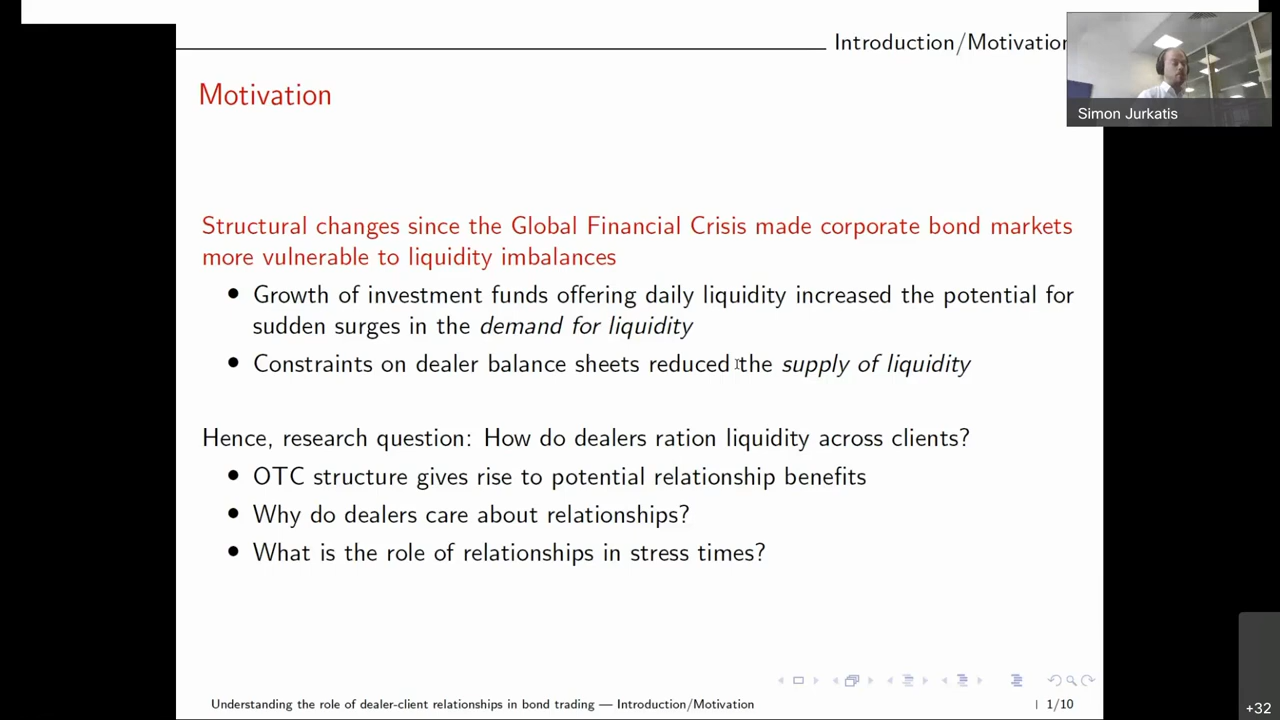 Introduction/Motivation
Simon Jurkatis
Motivation
Structural changes since the Global Financial Crisis made corporate bond markets
more vulnerable to liquidity imbalances
• Growth of investment funds offering daily liquidity increased the potential for
sudden surges in the demand for liquidity
• Constraints on dealer balance sheets reduced the supply of liquidity
Hence, research question: How do dealers ration liquidity across clients?
• OTC structure gives rise to potential relationship benefits
• Why do dealers care about relationships?
• What is the role of relationships in stress times?
Understanding the role of dealer-client relationships in bond trading — Introduction/Motivation | 1/10
+32